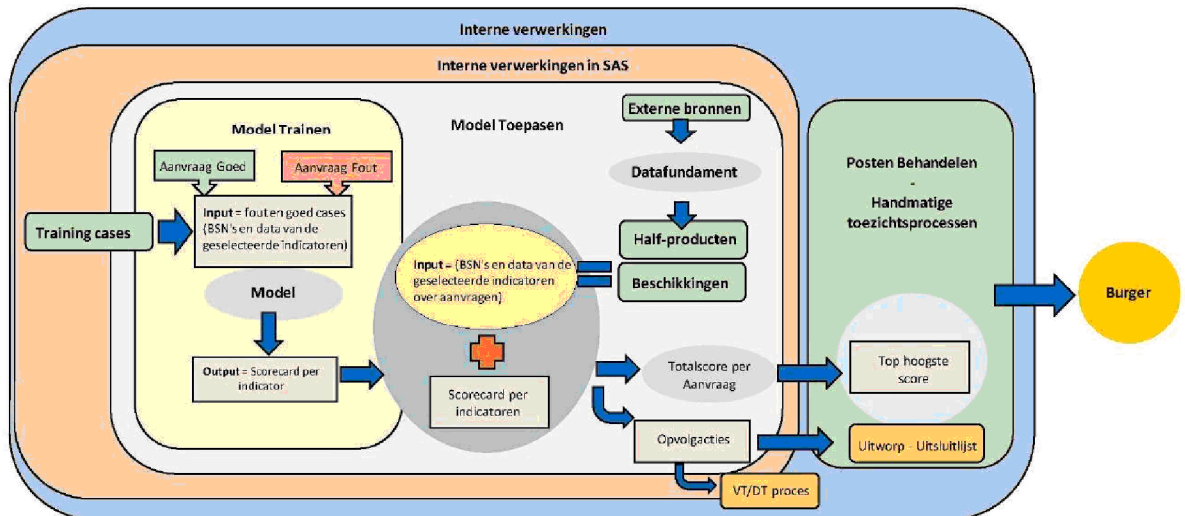 Interne verwerkingen
Interne verwerkingen in SAS
Model Trainen
Aanvraag Goed
Aanvraag Fout
Training cases
Input = fout en goed cases
(BSN's en data van de
geselecteerde indicatoren)
Model
Output = Scorecard per
indicator
Model Toepasen
Externe bronnen
Datafundament
Half-producten
Beschikkingen
Input = (BSN's en data van de
geselecteerde indicatoren
over aanvragen)
Scorecard per
indicatoren
Totalscore per
Aanvraag
Opvolgacties
VT/DT proces
Posten Behandelen
-
Handmatige
toezichtsprocessen
Top hoogste
score
Uitworp - Uitsluitlijst
Burger